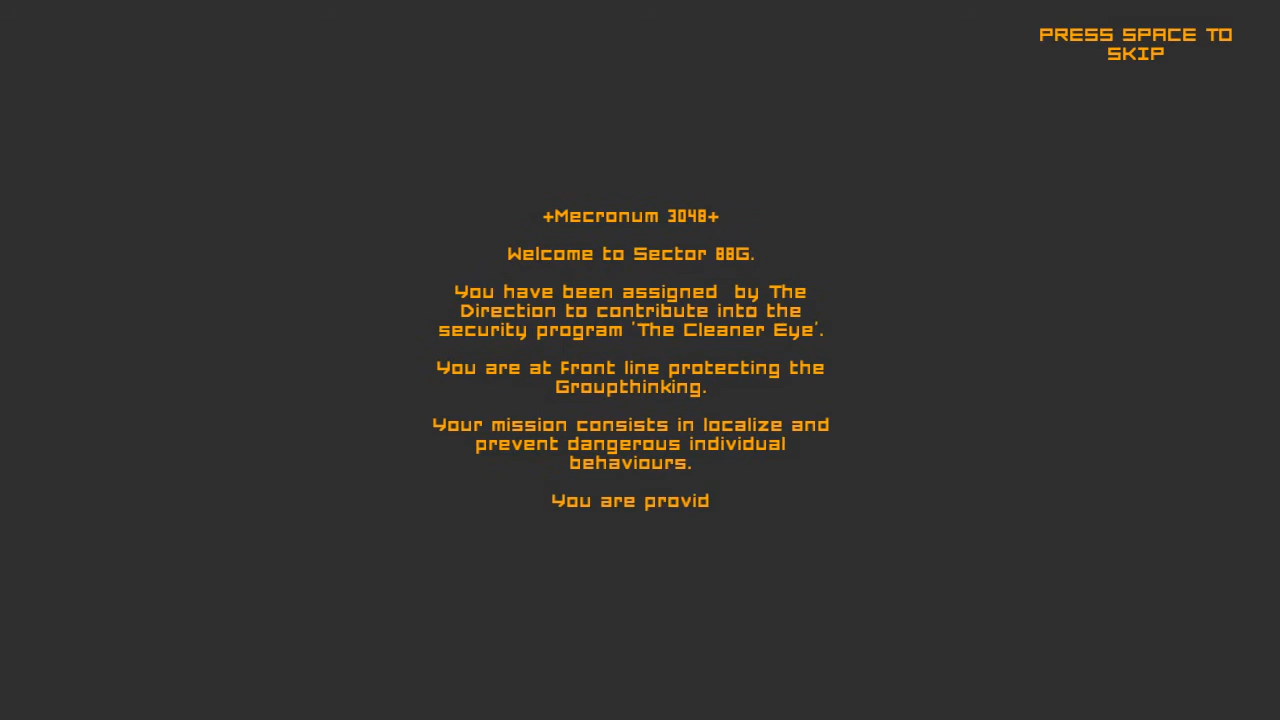 PRESS SPACE TO
SKIP
+Mecronum 3048+
Welcome to Sector 88G.
You have been assigned  by The
Direction to contribute into the
security program 'The Cleaner Eye'.
You are at front line protecting the
Groupthinking.
Your mission consists in localize and
prevent dangerous individual
behaviours.
You are provid